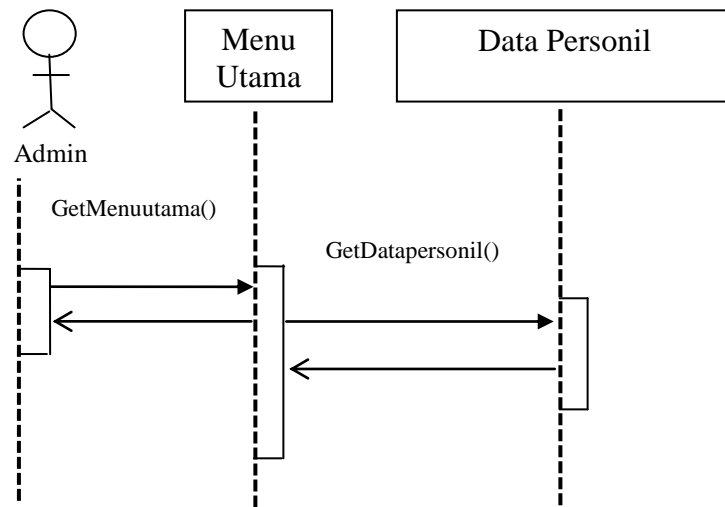 Menu
Utama
Data Personil
Admin
GetMenuutama()
GetDatapersonil()